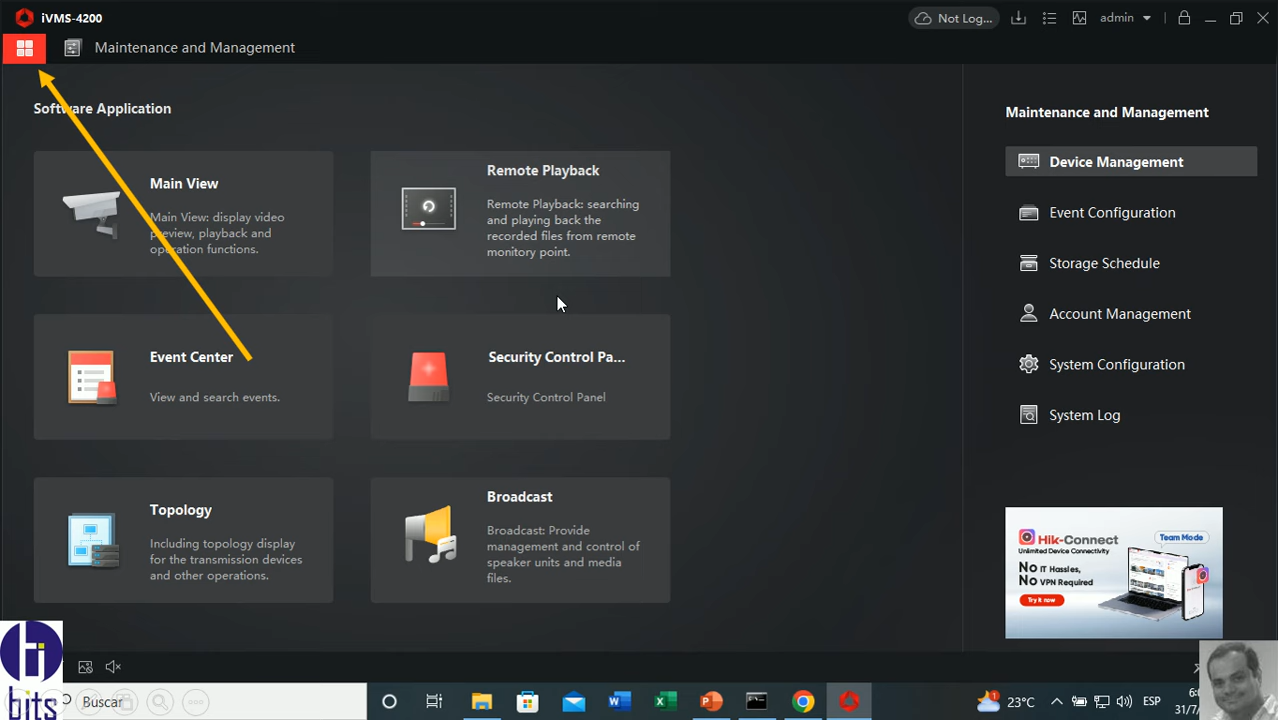 iVMS-4200
Not Log...
admin
Maintenance and Management
Software Application
Main View
Main View: display video
preview, playback and
operation functions.
Remote Playback
Remote Playback: searching
and playing back the
recorded files from remote
monitory point.
Event Center
View and search events.
Security Control Pa...
Security Control Panel
Topology
Including topology display
for the transmission devices
and other operations.
Broadcast
Broadcast: Provide
management and control of
speaker units and media
files.
Maintenance and Management
Device Management
Event Configuration
Storage Schedule
Account Management
System Configuration
System Log
Hik-Connect
Team Mode
Unlimited Device Connectivity
No IT Hassles,
No VPN Required
Try it now
hi
bits
Buscar
23°C
ESP
6:0
31/7/